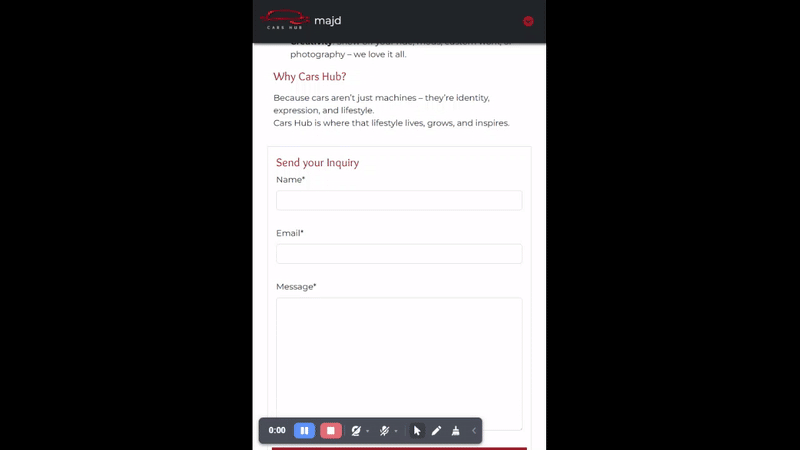 CARS HUB
majd
photography – we love it all.
Why Cars Hub?
Because cars aren't just machines – they're identity,
expression, and lifestyle.
Cars Hub is where that lifestyle lives, grows, and inspires.
Send your Inquiry
Name*
Email*
Message*
0:00